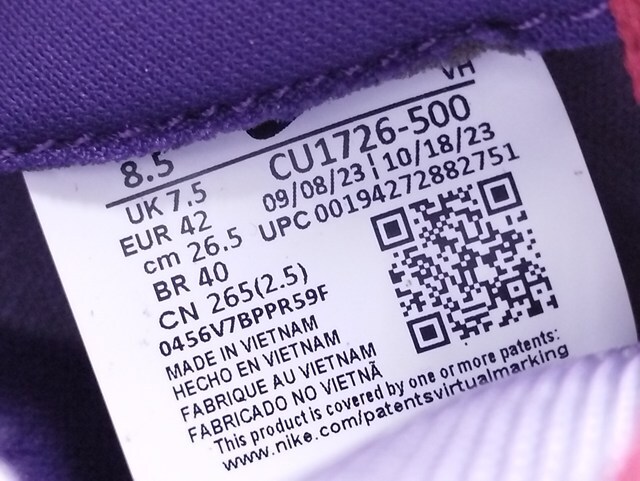 VH
8.5
CU1726-500
UK 7.5
09/08/23 | 10/18/23
EUR 42
UPC 00194272882751
cm 26.5
BR 40
CN 265(2.5)
0456V7BPPR59F
MADE IN VIETNAM
HECHO EN VIETNAM
FABRIQUE AU VIETNAM
FABRICADO NO VIETNÃ
This product is covered by one or more patents:
www.nike.com/patentsvirtualmarking